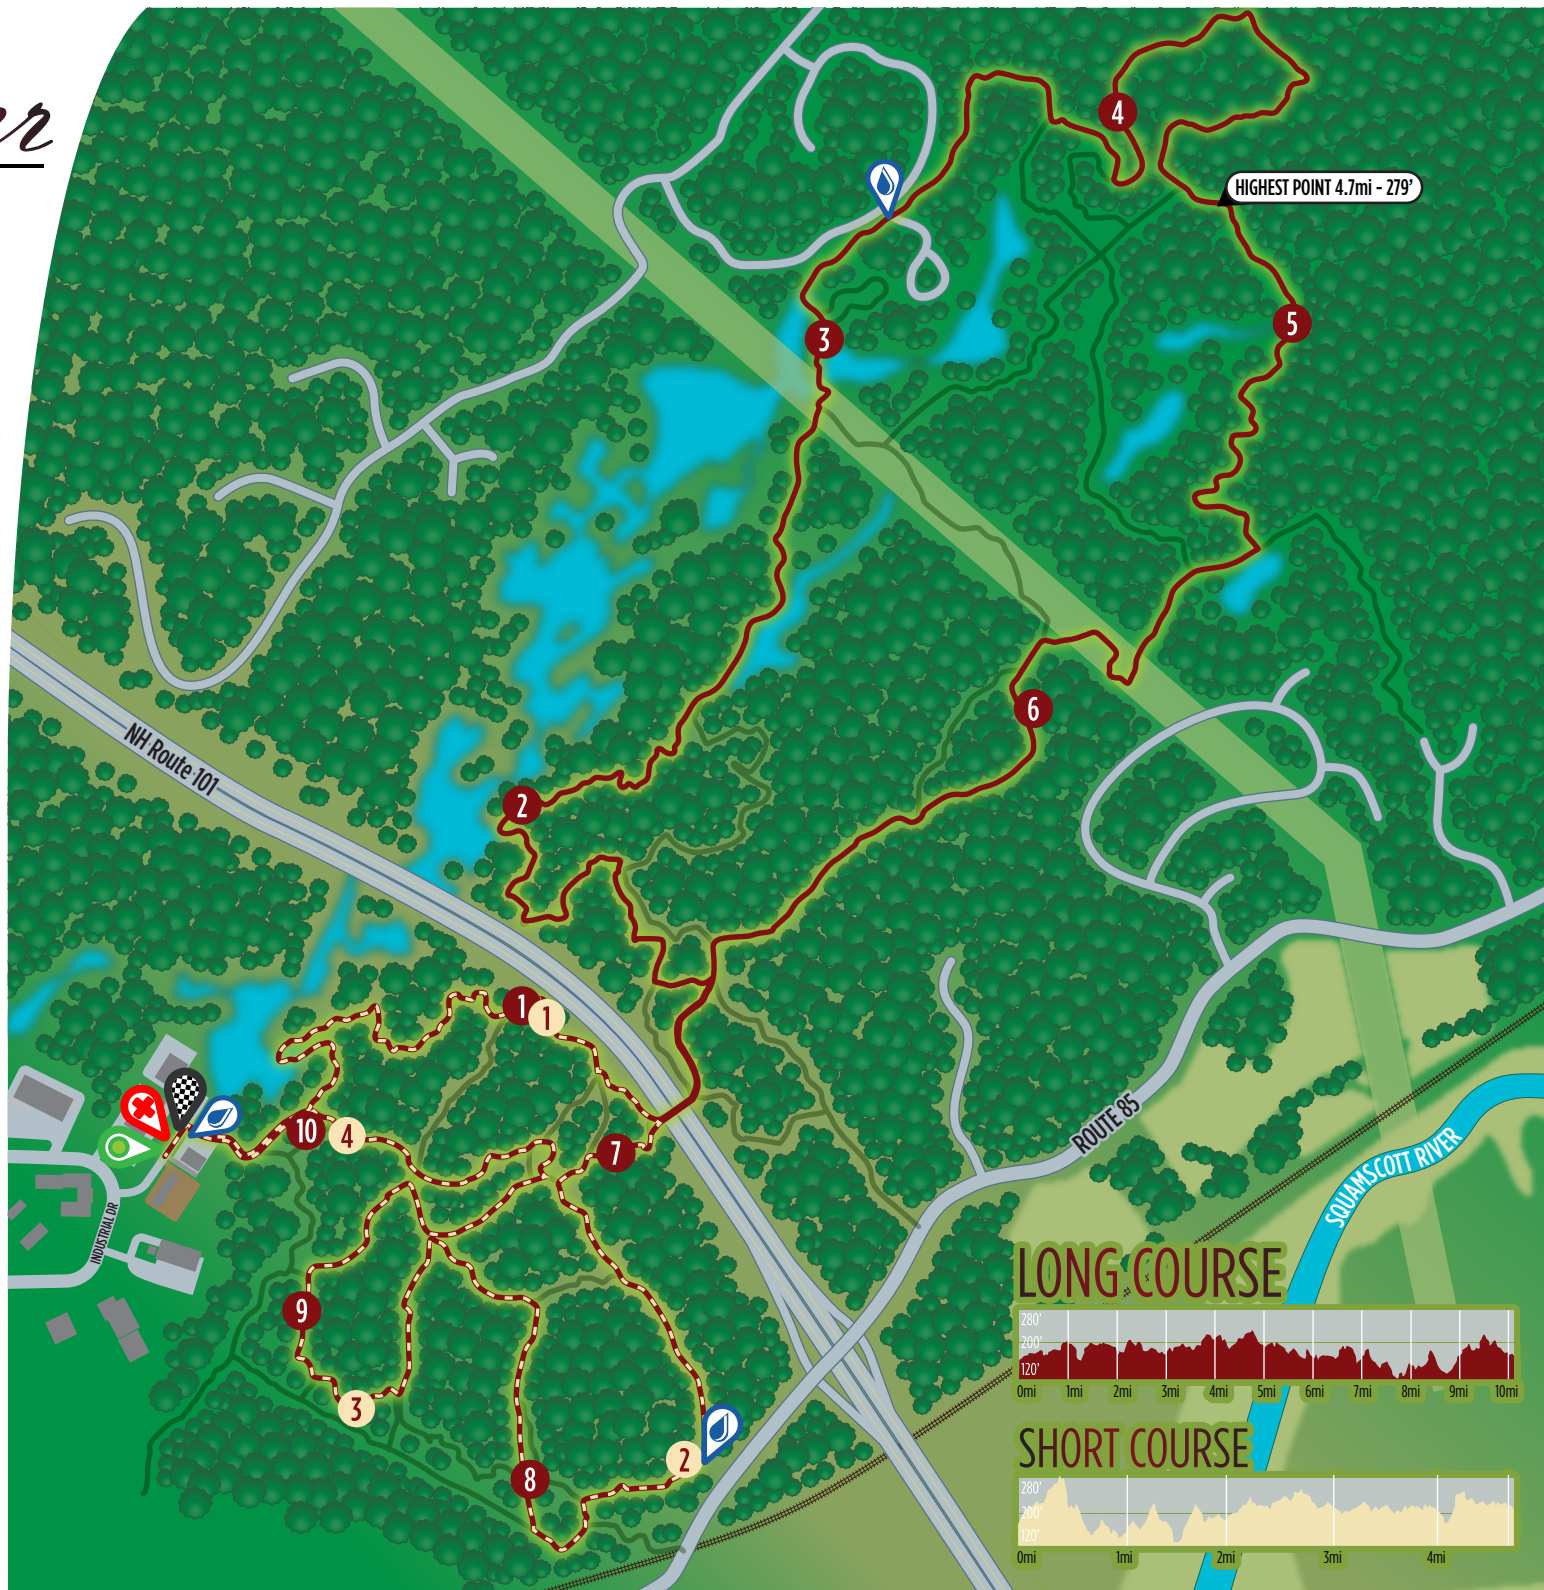 4
HIGHEST POINT 4.7mi - 279'
3
5
6
NH Route 101
2
1
1
10
4
7
ROUTE 85
SQUAMSCOTT RIVER
INDUSTRIAL DR
9
3
8
2
LONG COURSE
280'
200'
120'
0mi 1mi 2mi 3mi 4mi 5mi 6mi 7mi 8mi 9mi 10mi
SHORT COURSE
280'
200'
120'
0mi 1mi 2mi 3mi 4mi